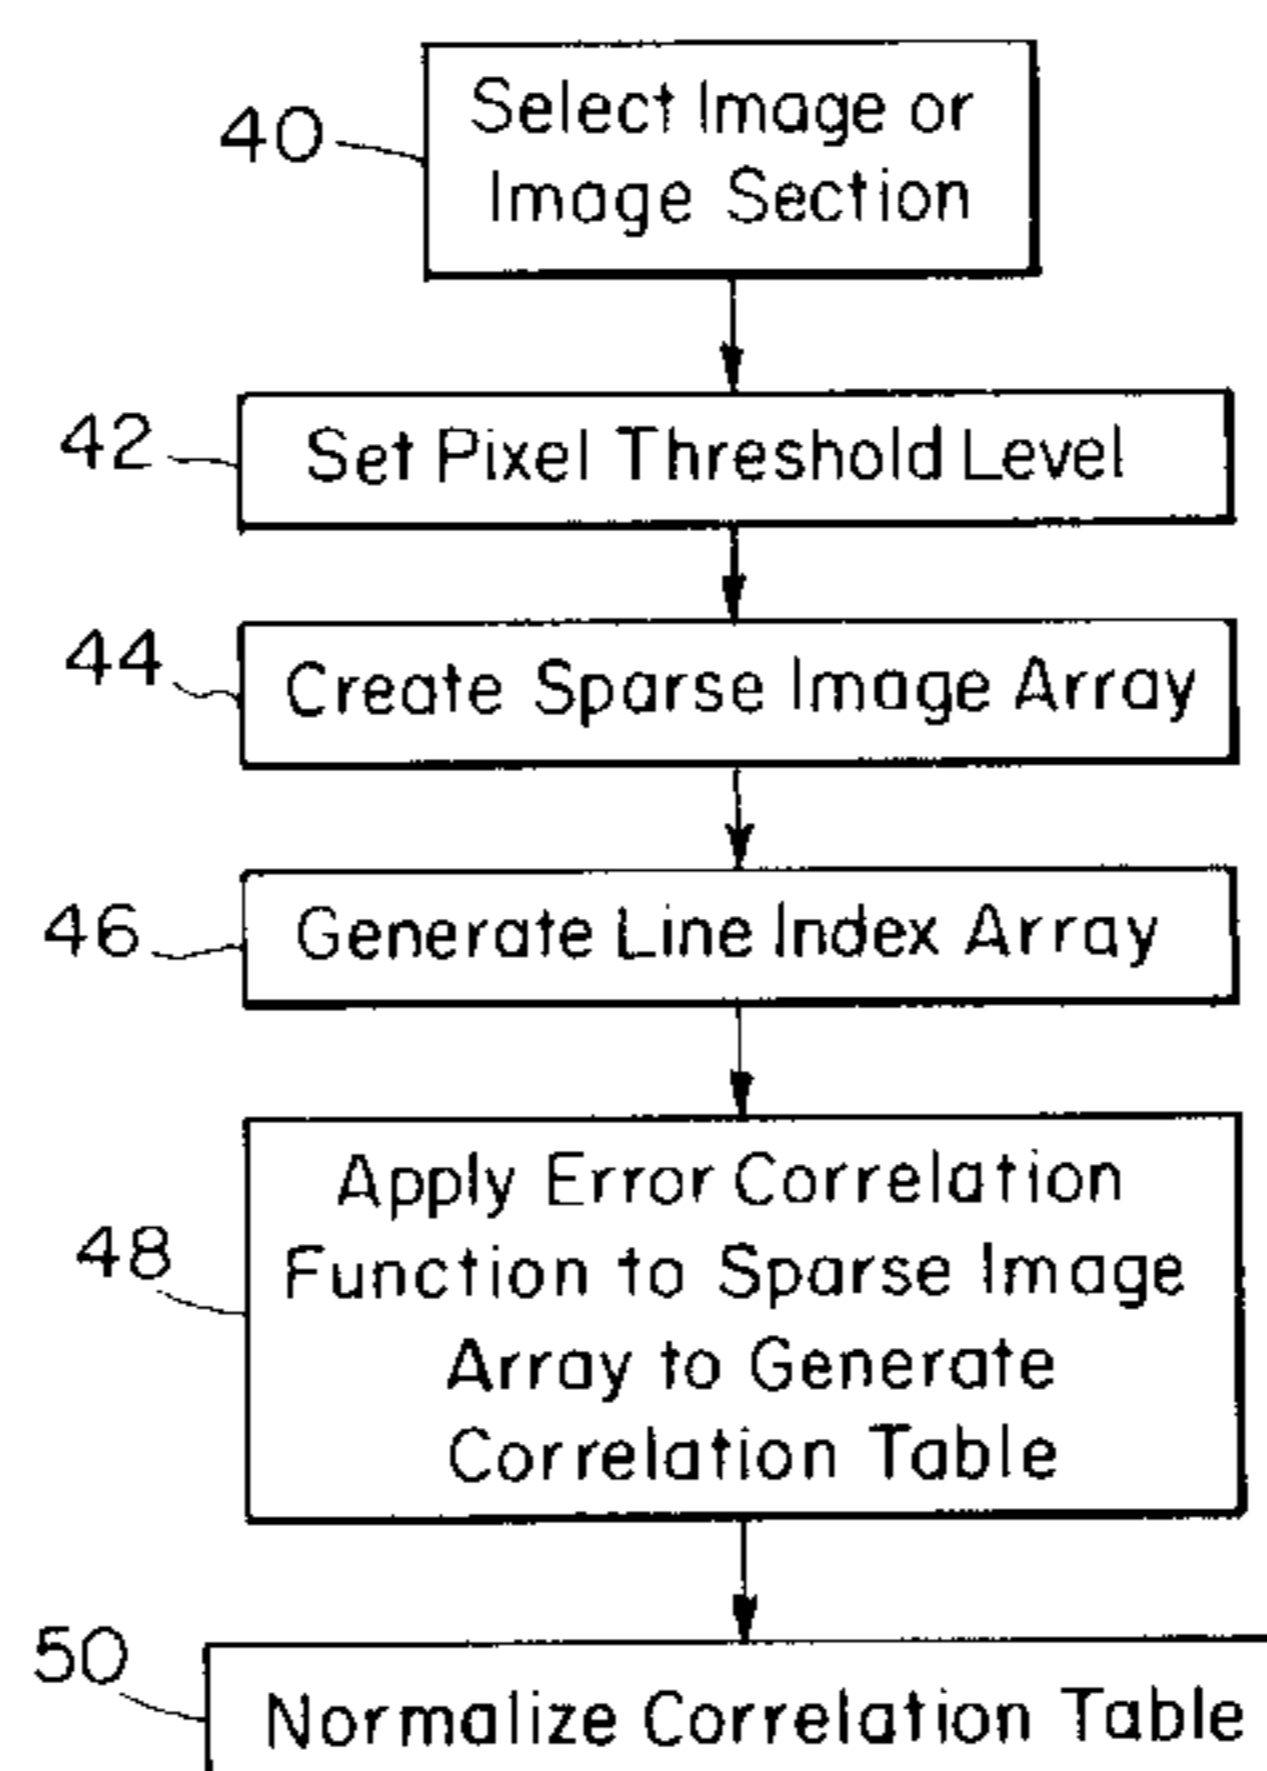 40
Select Image or
Image Section
42
Set Pixel Threshold Level
44
Create Sparse Image Array
46
Generate Line Index Array
48
Apply Error Correlation
Function to Sparse Image
Array to Generate
Correlation Table
50
Normalize Correlation Table